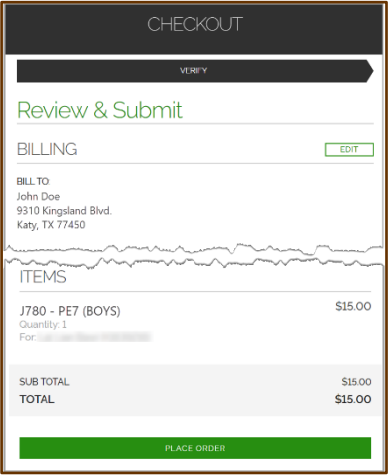 CHECKOUT
VERIFY
Review & Submit
BILLING
EDIT
BILL TO:
John Doe
9310 Kingsland Blvd.
Katy, TX 77450
ITEMS
J780 - PE7 (BOYS) $15.00
Quantity: 1
For:
SUB TOTAL $15.00
TOTAL $15.00
PLACE ORDER